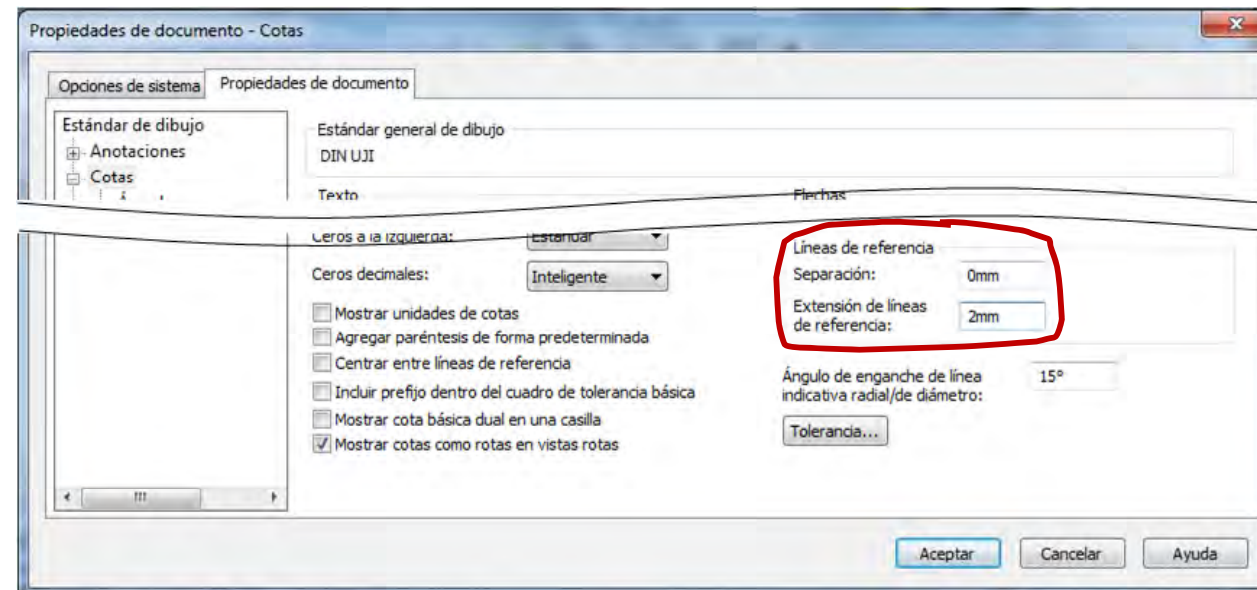 Propiedades de documento - Cotas
Opciones de sistema
Propiedades de documento
Estándar de dibujo
Anotaciones
Cotas
Estándar general de dibujo
DIN UJI
Texto
Flechas
Ceros a la izquierda:
Estándar
Ceros decimales:
Inteligente
Mostrar unidades de cotas
Agregar paréntesis de forma predeterminada
Centrar entre líneas de referencia
Incluir prefijo dentro del cuadro de tolerancia básica
Mostrar cota básica dual en una casilla
Mostrar cotas como rotas en vistas rotas
Líneas de referencia
Separación:
0mm
Extensión de líneas
de referencia:
2mm
Ángulo de enganche de línea
indicativa radial/de diámetro:
15°
Tolerancia...
Aceptar
Cancelar
Ayuda